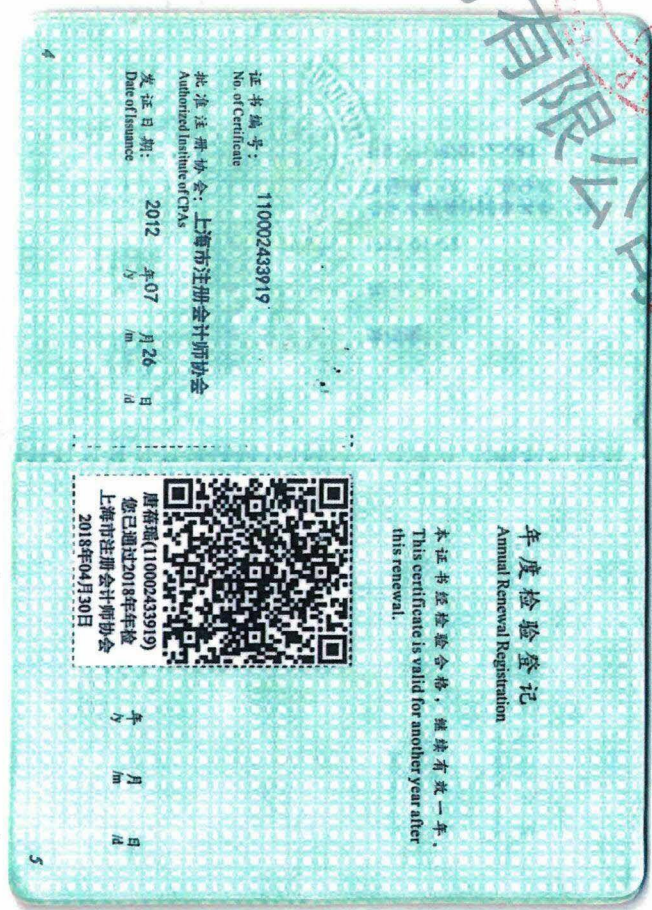 4
证书编号： 110002433919
No. of Certificate
批准注册协会： 上海市注册会计师协会
Authorized Institute of CPAs
发证日期： 2012 年 07 月 26 日
Date of Issuance /y /m /d
年度检验登记
Annual Renewal Registration
本证书经检验合格，继续有效一年。
This certificate is valid for another year after
this renewal.
唐蓓瑶(110002433919)
您已通过2018年年检
上海市注册会计师协会
2018年04月30日
年 月 日
/y /m /d
5
有限公司